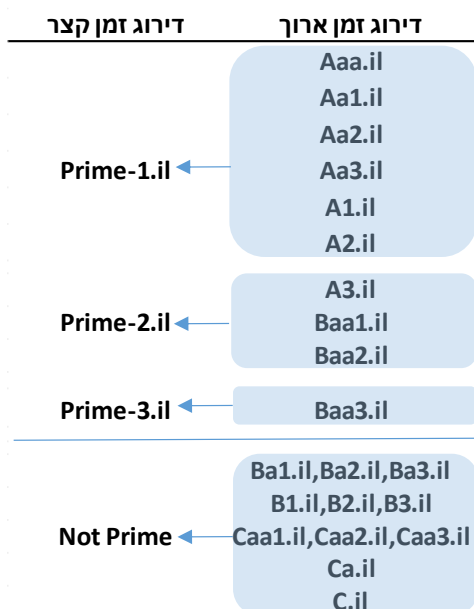 דירוג זמן ארוך דירוג זמן קצר
Aaa.il
Aa1.il
Aa2.il
Aa3.il
Prime-1.il
A1.il
A2.il
A3.il
Prime-2.il
Baa1.il
Baa2.il
Prime-3.il
Baa3.il
Ba1.il,Ba2.il,Ba3.il
B1.il,B2.il,B3.il
Not Prime
Caa1.il,Caa2.il,Caa3.il
Ca.il
C.il